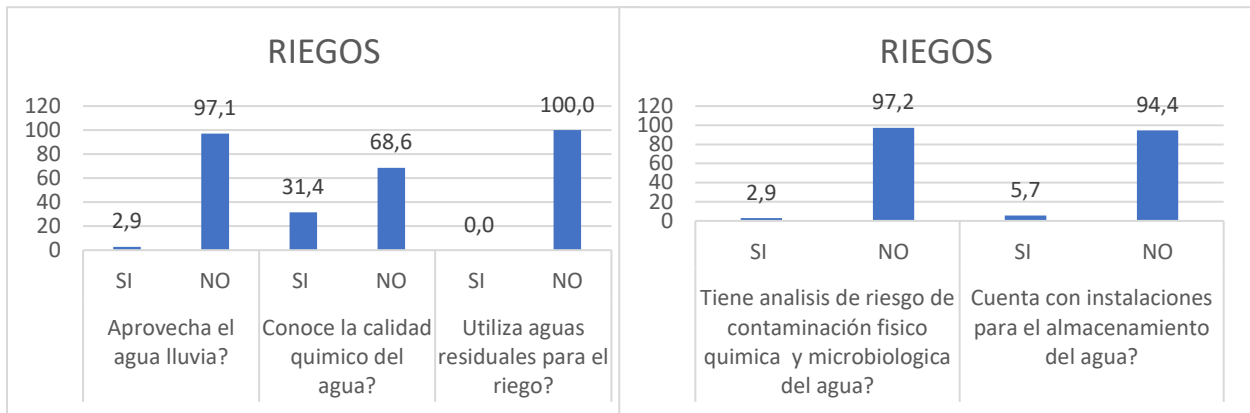 RIEGOS
120
100
80
60
40
20
0
2,9
97,1
31,4
68,6
0,0
100,0
SI NO SI NO SI NO
Aprovecha el
agua lluvia?
Conoce la calidad
quimico del
agua?
Utiliza aguas
residuales para el
riego?
RIEGOS
120
100
80
60
40
20
0
2,9
97,2
5,7
94,4
SI NO SI NO
Tiene analisis de riesgo de
contaminación fisico
quimica y microbiologica
del agua?
Cuenta con instalaciones
para el almacenamiento
del agua?